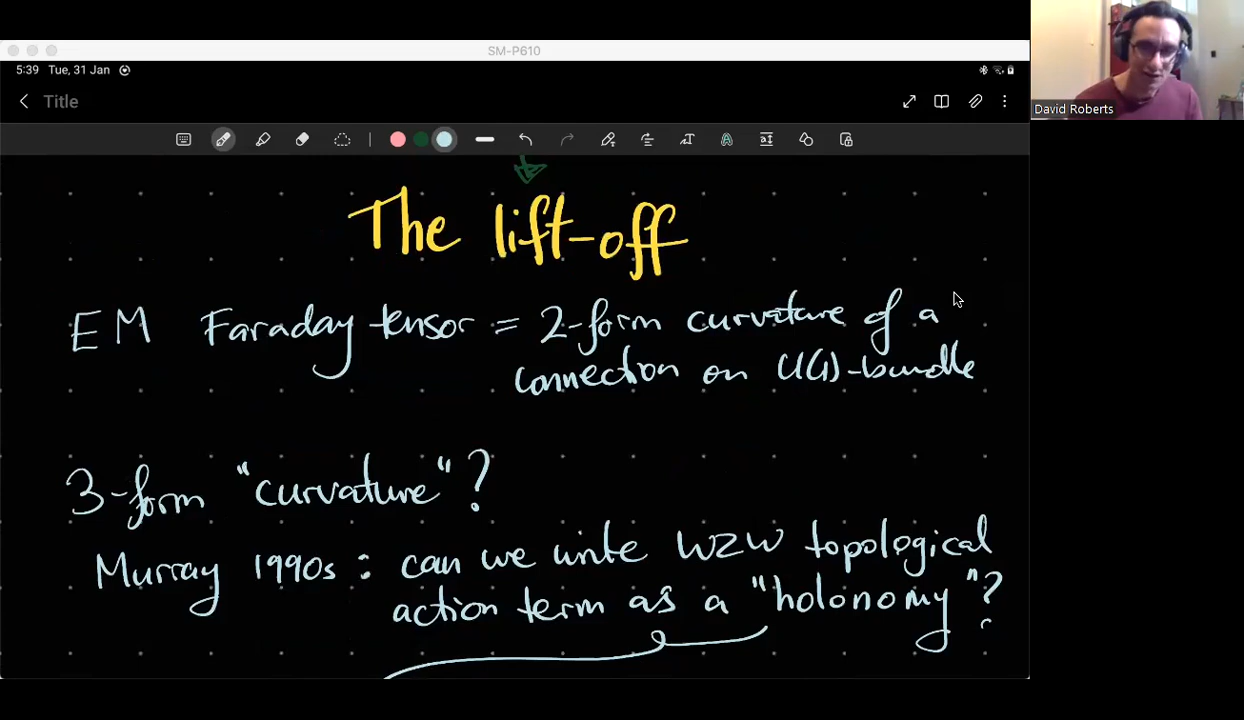 SM-P610
5:39 Tue, 31 Jan
Title
The lift-off
EM Faraday tensor = 2-form curvature of a
connection on U(1)-bundle
3-form "curvature"?
Murray 1990s: can we write WZW topological
action term as a "holonomy"?
David Roberts